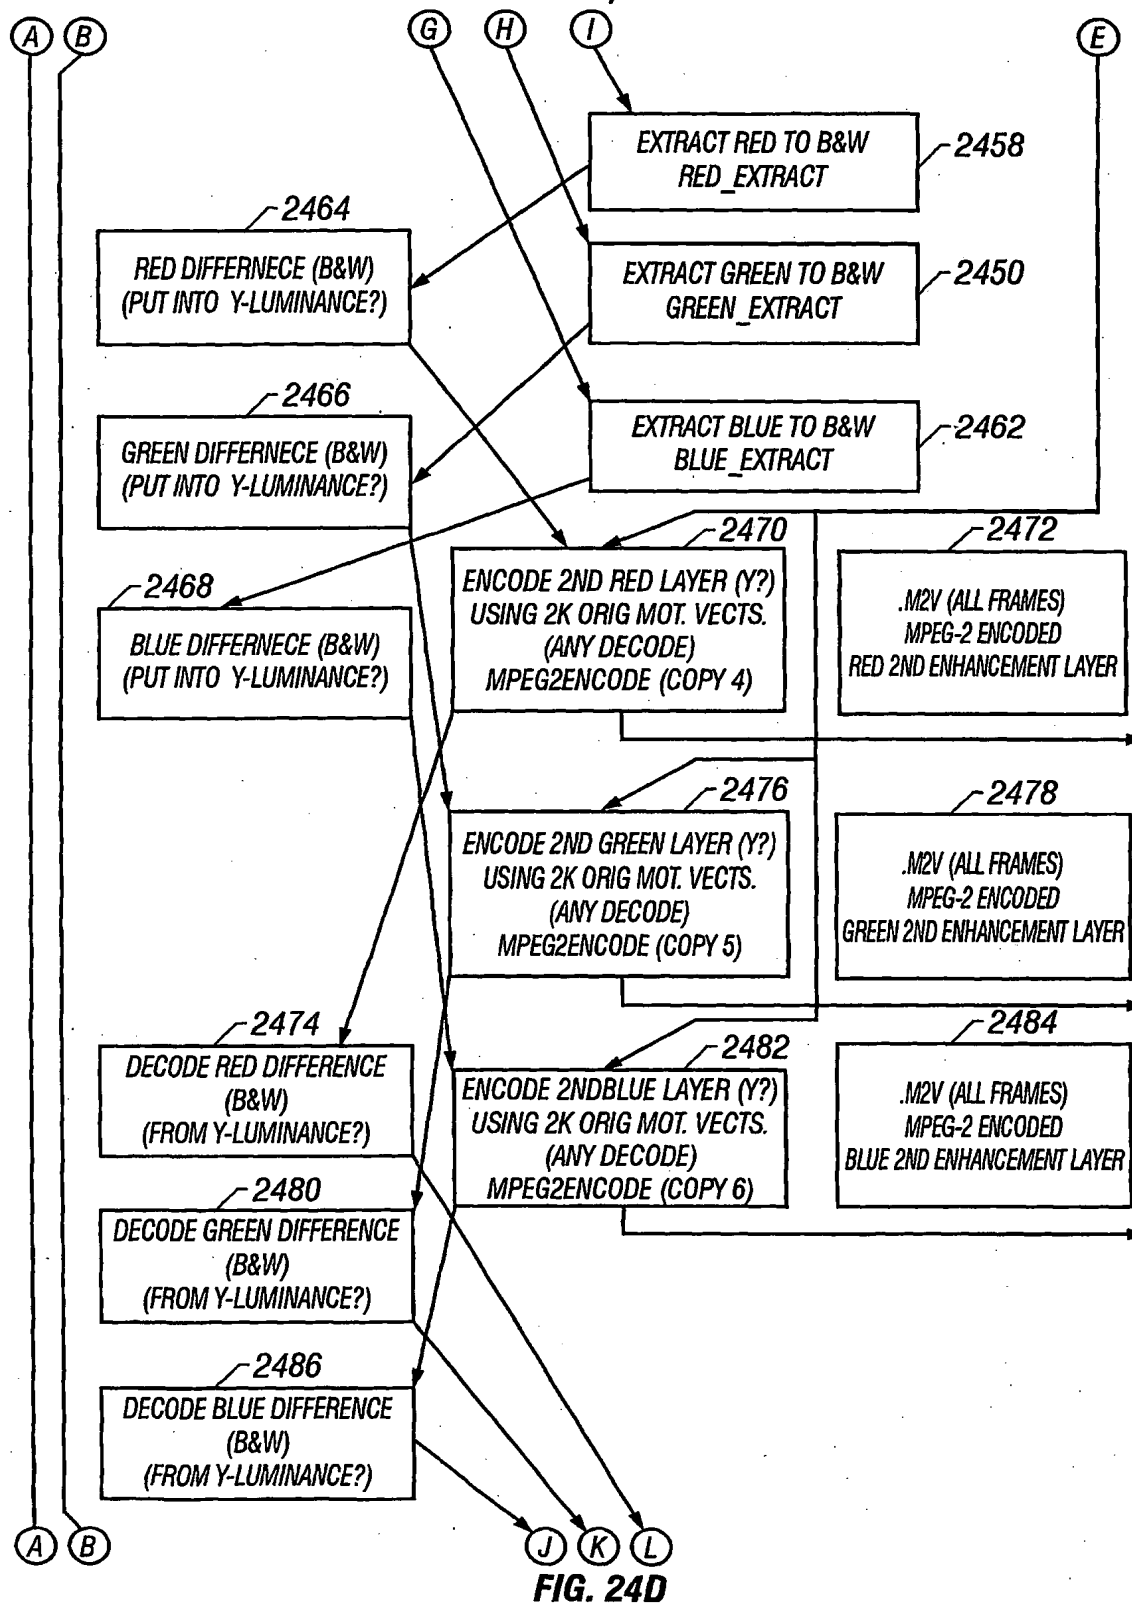 A
B
G
H
I
E
EXTRACT RED TO B&W
RED_EXTRACT
2458
2464
RED DIFFERNECE (B&W)
(PUT INTO Y-LUMINANCE?)
EXTRACT GREEN TO B&W
GREEN_EXTRACT
2450
2466
GREEN DIFFERNECE (B&W)
(PUT INTO Y-LUMINANCE?)
EXTRACT BLUE TO B&W
BLUE_EXTRACT
2462
2468
BLUE DIFFERNECE (B&W)
(PUT INTO Y-LUMINANCE?)
2470
ENCODE 2ND RED LAYER (Y?)
USING 2K ORIG MOT. VECTS.
(ANY DECODE)
MPEG2ENCODE (COPY 4)
2472
.M2V (ALL FRAMES)
MPEG-2 ENCODED
RED 2ND ENHANCEMENT LAYER
2476
ENCODE 2ND GREEN LAYER (Y?)
USING 2K ORIG MOT. VECTS.
(ANY DECODE)
MPEG2ENCODE (COPY 5)
2478
.M2V (ALL FRAMES)
MPEG-2 ENCODED
GREEN 2ND ENHANCEMENT LAYER
2474
DECODE RED DIFFERENCE
(B&W)
(FROM Y-LUMINANCE?)
2482
ENCODE 2NDBLUE LAYER (Y?)
USING 2K ORIG MOT. VECTS.
(ANY DECODE)
MPEG2ENCODE (COPY 6)
2484
.M2V (ALL FRAMES)
MPEG-2 ENCODED
BLUE 2ND ENHANCEMENT LAYER
2480
DECODE GREEN DIFFERENCE
(B&W)
(FROM Y-LUMINANCE?)
2486
DECODE BLUE DIFFERENCE
(B&W)
(FROM Y-LUMINANCE?)
A
B
J
K
L
FIG. 24D